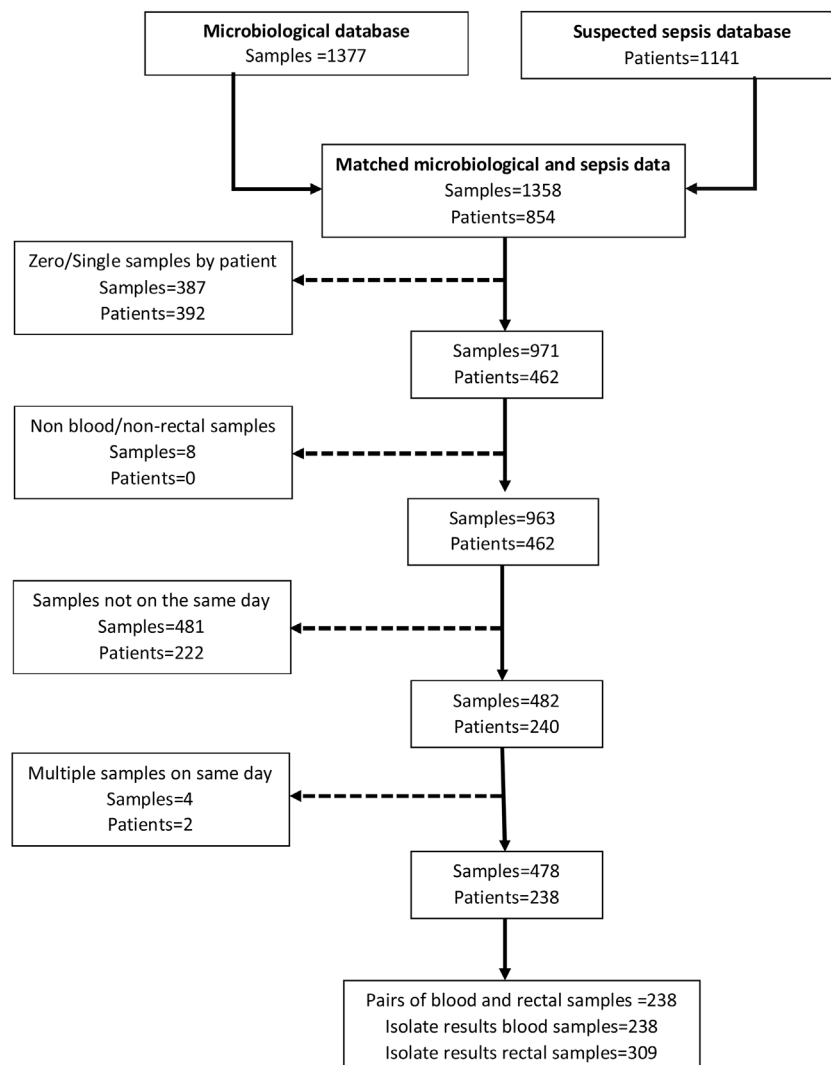 Microbiological database
Samples =1377
Suspected sepsis database
Patients=1141
Matched microbiological and sepsis data
Samples=1358
Patients=854
Zero/Single samples by patient
Samples=387
Patients=392
Samples=971
Patients=462
Non blood/non-rectal samples
Samples=8
Patients=0
Samples=963
Patients=462
Samples not on the same day
Samples=481
Patients=222
Samples=482
Patients=240
Multiple samples on same day
Samples=4
Patients=2
Samples=478
Patients=238
Pairs of blood and rectal samples =238
Isolate results blood samples=238
Isolate results rectal samples=309